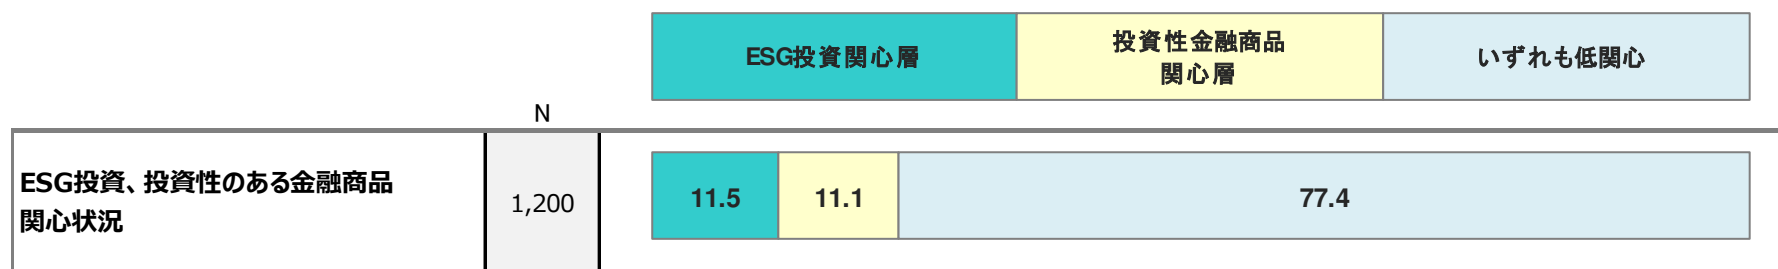 ESG投資関心層
投資性金融商品
関心層
いずれも低関心
N
ESG投資、投資性のある金融商品
関心状況
1,200
11.5
11.1
77.4